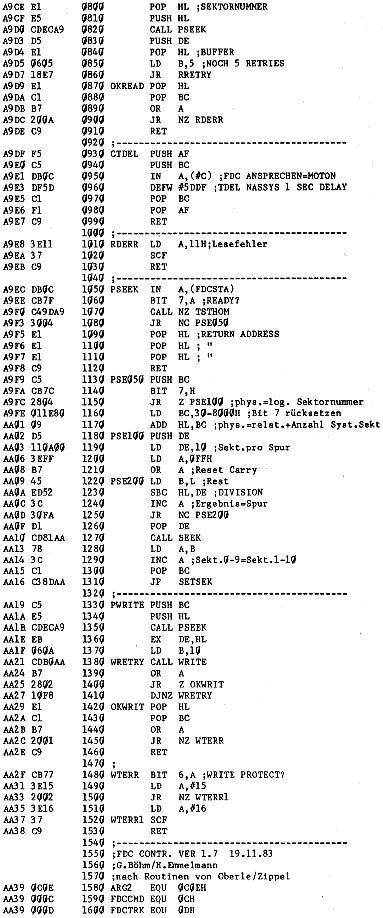 A9CE E1 0800 POP HL ;SEKTORNUMMER
A9CF E5 0810 PUSH HL
A9D0 CDECA9 0820 CALL PSEEK
A9D3 D5 0830 PUSH DE
A9D4 E1 0840 POP HL ;BUFFER
A9D5 0605 0850 LD B,5 ;NOCH 5 RETRIES
A9D7 18E7 0860 JR RRETRY
A9D9 E1 0870 OKREAD POP HL
A9DA C1 0880 POP BC
A9DB B7 0890 OR A
A9DC 200A 0900 JR NZ RDERR
A9DE C9 0910 RET
0920 ;------------------------------------
A9DF F5 0930 CTDEL PUSH AF
A9E0 C5 0940 PUSH BC
A9E1 DB0C 0950 IN A,(#C) ;FDC ANSPRECHEN=MOTON
A9E3 DF5D 0960 DEFW #5DDF ;TDEL NASSYS 1 SEC DELAY
A9E5 C1 0970 POP BC
A9E6 F1 0980 POP AF
A9E7 C9 0990 RET
1000 ;------------------------------------
A9E8 3E11 1010 RDERR LD A,11H;Lesefehler
A9EA 37 1020 SCF
A9EB C9 1030 RET
1040 ;------------------------------------
A9EC DB0C 1050 PSEEK IN A,(FDCSTA)
A9EE CB7F 1060 BIT 7,A ;READY?
A9F0 C49DA9 1070 CALL NZ TSTHOM
A9F3 3004 1080 JR NC PSE050
A9F5 E1 1090 POP HL ;RETURN ADDRESS
A9F6 E1 1100 POP HL ; "
A9F7 E1 1110 POP HL ; "
A9F8 C9 1120 RET
A9F9 C5 1130 PSE050 PUSH BC
A9FA CB7C 1140 BIT 7,H
A9FC 2804 1150 JR Z PSE100 ;phys.=log. Sektornummer
A9FE 011E80 1160 LD BC,30-8000H ;Bit 7 rücksetzen
AA01 09 1170 ADD HL,BC ;phys.=relat.+Anzahl Syst.Sekt
AA02 D5 1180 PSE100 PUSH DE
AA03 110A00 1190 LD DE,10 ;Sekt.pro Spur
AA06 3EFF 1200 LD A,0FFH
AA08 B7 1210 OR A ;Reset Carry
AA09 45 1220 PSE200 LD B,L ;Rest
AA0A ED52 1230 SBC HL,DE ;DIVISION
AA0C 3C 1240 INC A ;Ergebnis=Spur
AA0D 30FA 1250 JR NC PSE200
AA0F D1 1260 POP DE
AA10 CD81AA 1270 CALL SEEK
AA13 78 1280 LD A,B
AA14 3C 1290 INC A ;Sekt.0-9=Sekt.1-10
AA15 C1 1300 POP BC
AA16 C38DAA 1310 JP SETSEK
1320 ;------------------------------------
AA19 C5 1330 PWRITE PUSH BC
AA1A E5 1340 PUSH HL
AA1B CDECA9 1350 CALL PSEEK
AA1E EB 1360 EX DE,HL
AA1F 060A 1370 LD B,10
AA21 CDB0AA 1380 WRETRY CALL WRITE
AA24 B7 1390 OR A
AA25 2802 1400 JR Z OKWRIT
AA27 10F8 1410 DJNZ WRETRY
AA29 E1 1420 OKWRIT POP HL
AA2A C1 1430 POP BC
AA2B B7 1440 OR A
AA2C 2001 1450 JR NZ WTERR
AA2E C9 1460 RET
1470 ;
AA2F CB77 1480 WTERR BIT 6,A ;WRITE PROTECT?
AA31 3E15 1490 LD A,#15
AA33 2002 1500 JR NZ WTERR1
AA35 3E16 1510 LD A,#16
AA37 37 1520 WTERR1 SCF
AA38 C9 1530 RET
1540 ;------------------------------------
1550 ;FDC CONTR. VER 1.7 19.11.83
1560 ;G.Böhm/K.Emmelmann
1570 ;nach Routinen von Oberle/Zippel
AA39 0C0E 1580 ARG2 EQU 0C0EH
AA39 000C 1590 FDCCMD EQU 0CH
AA39 000D 1600 FDCTRK EQU 0DH